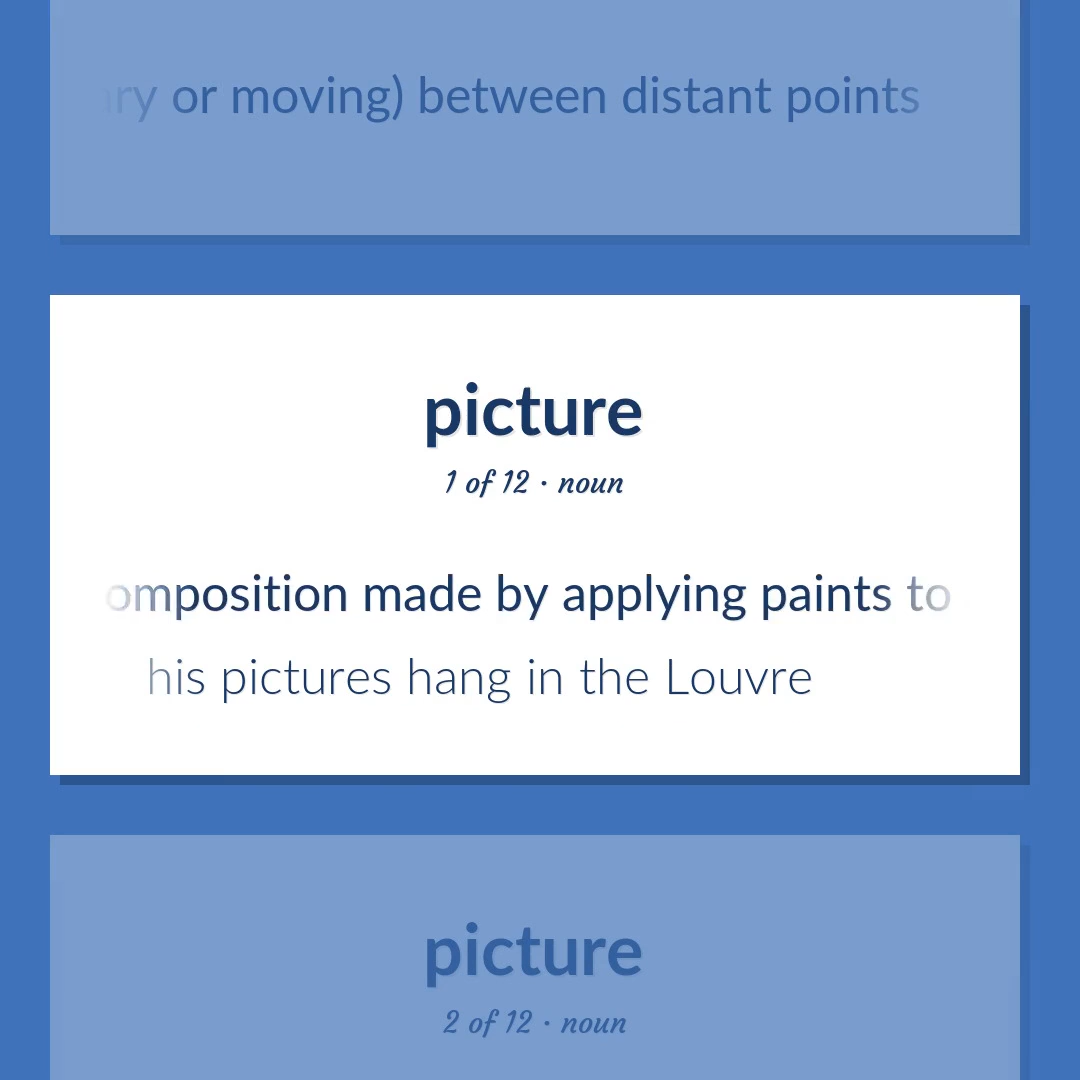 or moving) between distant points
picture
1 of 12 · noun
omposition made by applying paints to
his pictures hang in the Louvre
picture
2 of 12 · noun